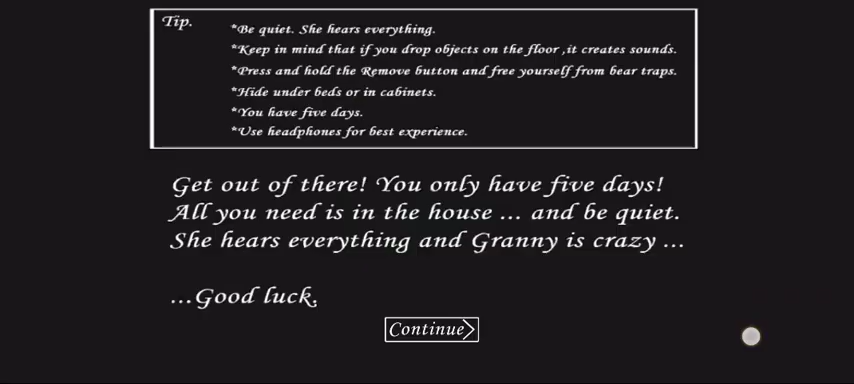 Tip.
*Be quiet. She hears everything.
*Keep in mind that if you drop objects on the floor ,it creates sounds.
*Press and hold the Remove button and free yourself from bear traps.
*Hide under beds or in cabinets.
*You have five days.
*Use headphones for best experience.
Get out of there! You only have five days!
All you need is in the house ... and be quiet.
She hears everything and Granny is crazy ...
...Good luck.
Continue